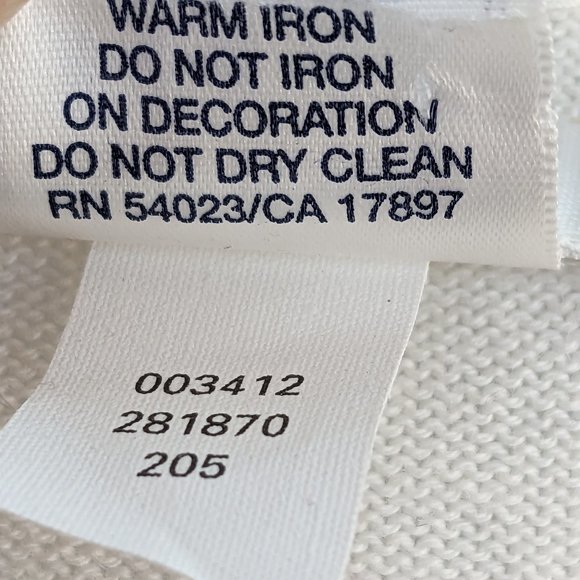 WARM IRON
DO NOT IRON
ON DECORATION
DO NOT DRY CLEAN
RN 54023/CA 17897
003412
281870
205